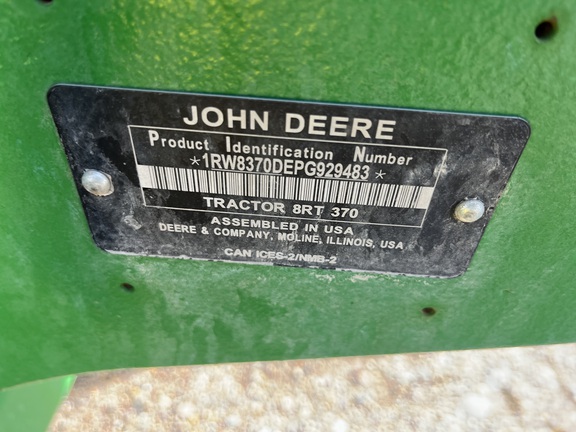 JOHN DEERE
Product Identification Number
*1RW8370DEPG929483*
TRACTOR 8RT 370
ASSEMBLED IN USA
DEERE & COMPANY, MOLINE, ILLINOIS, USA
CAN ICES-2/NMB-2